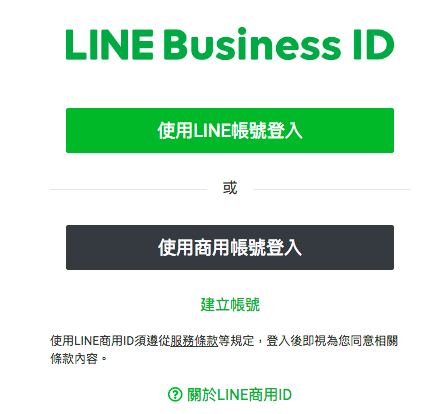 LINE Business ID
使用LINE帳號登入
或
使用商用帳號登入
建立帳號
使用LINE商用ID須遵從服務條款等規定，登入後即視為您同意相關
條款內容。
關於LINE商用ID